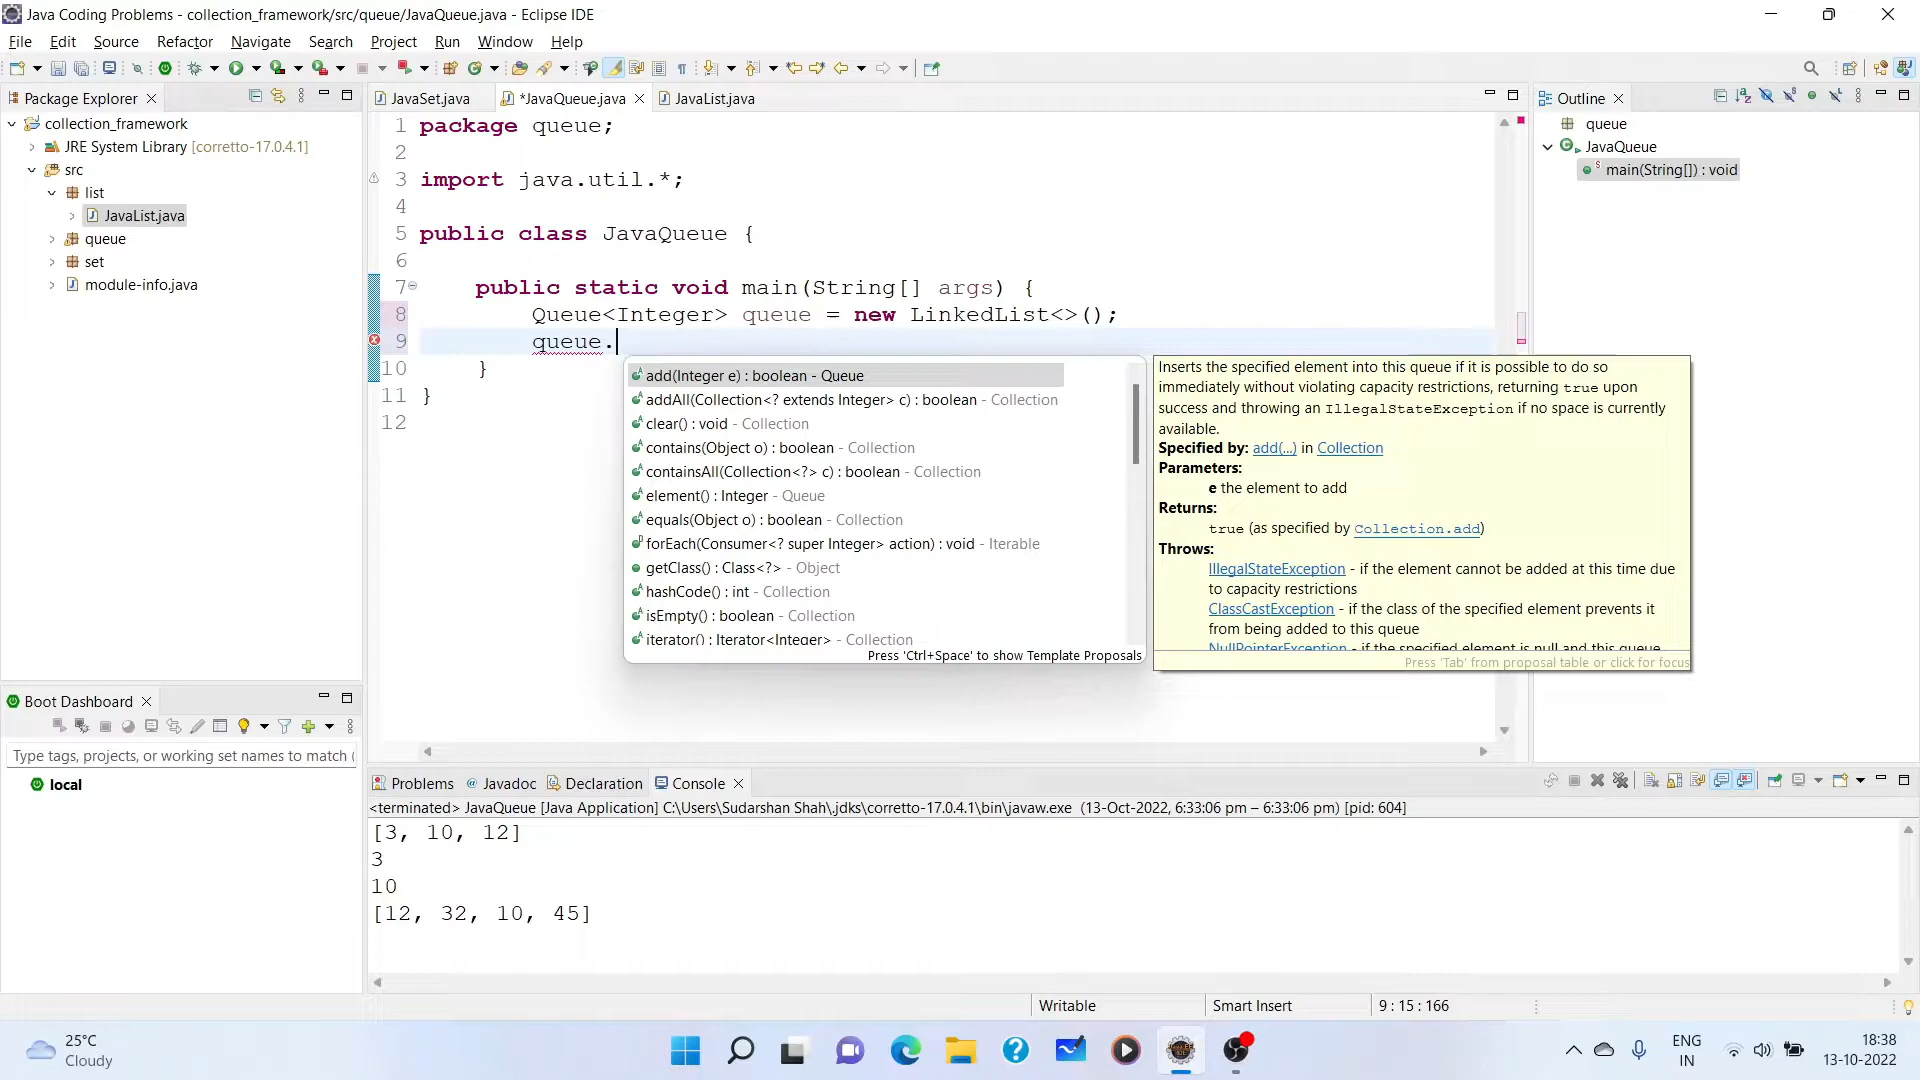 Java Coding Problems - collection_framework/src/queue/JavaQueue.java - Eclipse IDE
File Edit Source Refactor Navigate Search Project Run Window Help
Package Explorer
collection_framework
JRE System Library [corretto-17.0.4.1]
src
list
JavaList.java
queue
set
module-info.java
Boot Dashboard
Type tags, projects, or working set names to match (
local
JavaSet.java *JavaQueue.java JavaList.java
1 package queue;
2
3 import java.util.*;
4
5 public class JavaQueue {
6
7 public static void main(String[] args) {
8 Queue<Integer> queue = new LinkedList<>();
9 queue.
10 }
11 }
12
add(Integer e) : boolean - Queue
addAll(Collection<? extends Integer> c) : boolean - Collection
clear() : void - Collection
contains(Object o) : boolean - Collection
containsAll(Collection<?> c) : boolean - Collection
element() : Integer - Queue
equals(Object o) : boolean - Collection
forEach(Consumer<? super Integer> action) : void - Iterable
getClass() : Class<?> - Object
hashCode() : int - Collection
isEmpty() : boolean - Collection
iterator() : Iterator<Integer> - Collection
Press 'Ctrl+Space' to show Template Proposals
Inserts the specified element into this queue if it is possible to do so
immediately without violating capacity restrictions, returning true upon
success and throwing an IllegalStateException if no space is currently
available.
Specified by: add(...) in Collection
Parameters:
e the element to add
Returns:
true (as specified by Collection.add)
Throws:
IllegalStateException - if the element cannot be added at this time due
to capacity restrictions
ClassCastException - if the class of the specified element prevents it
from being added to this queue
NullPointerException - if the specified element is null and this queue
Press 'Tab' from proposal table or click for focus
Outline
queue
JavaQueue
main(String[]) : void
Problems Javadoc Declaration Console
<terminated> JavaQueue [Java Application] C:\Users\Sudarshan Shah\.jdks\corretto-17.0.4.1\bin\javaw.exe (13-Oct-2022, 6:33:06 pm – 6:33:06 pm) [pid: 604]
[3, 10, 12]
3
10
[12, 32, 10, 45]
Writable Smart Insert 9 : 15 : 166
25°C
Cloudy
ENG
IN
18:38
13-10-2022